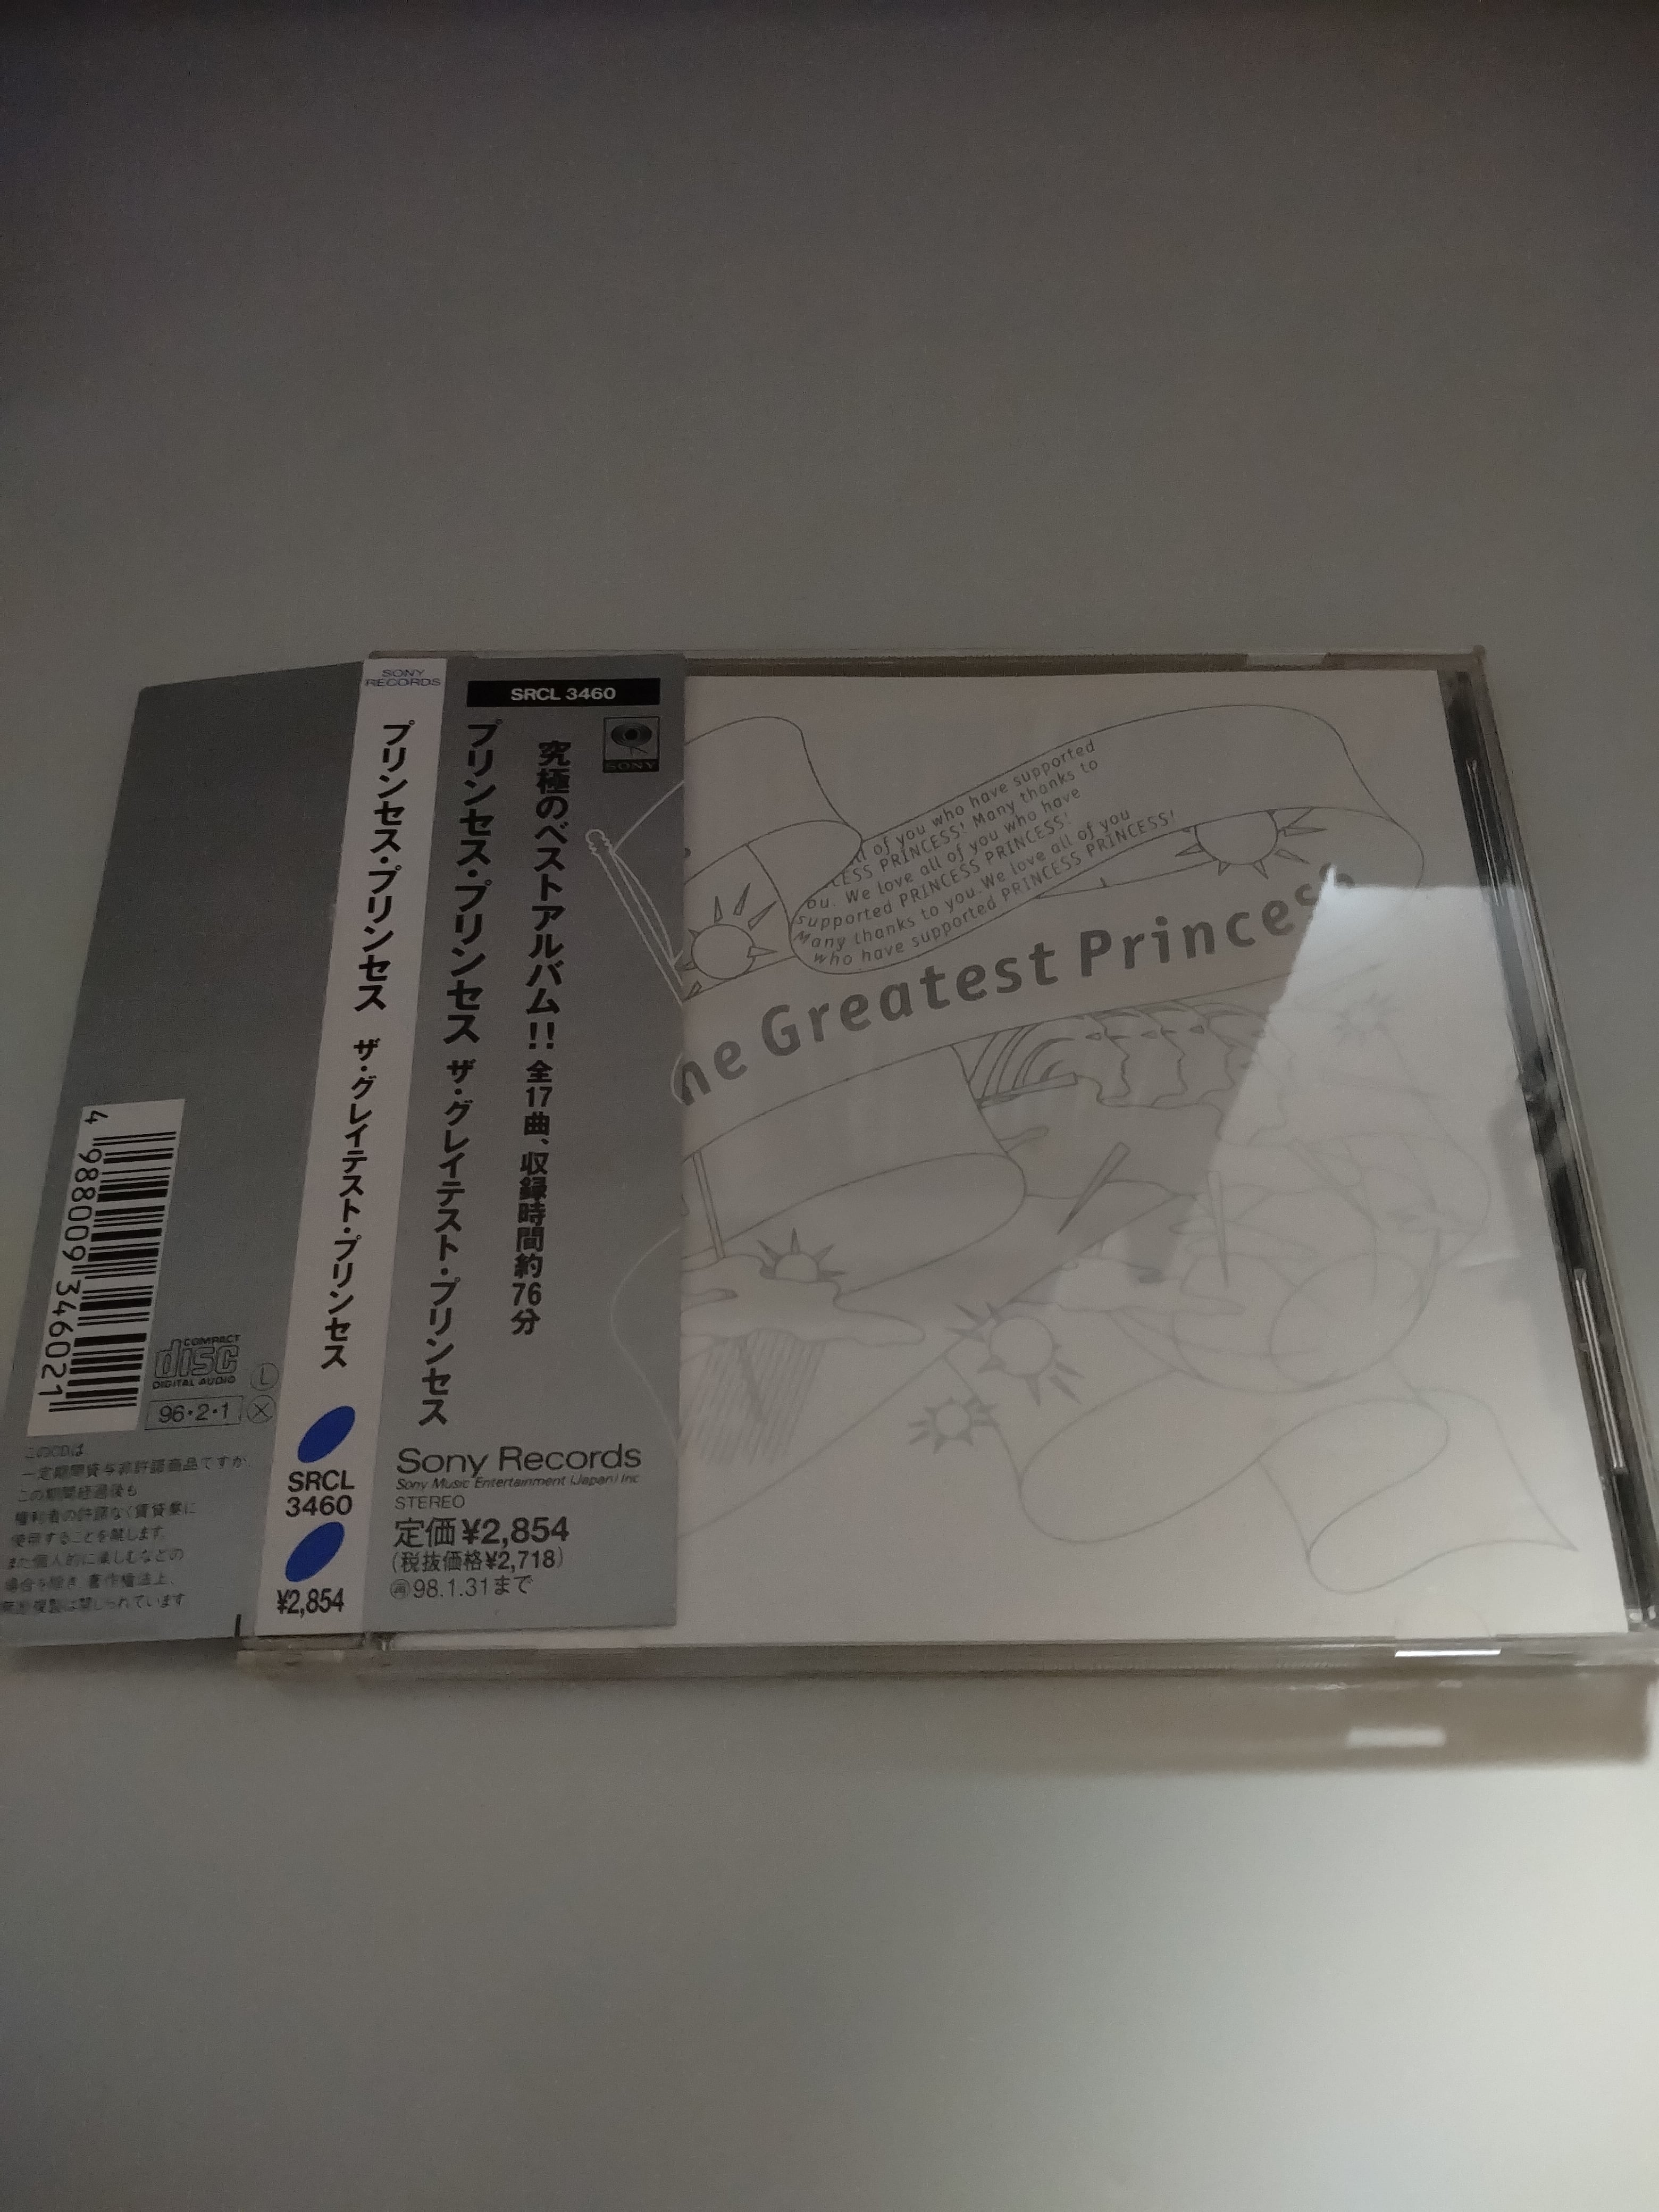 4 988009 346021
COMPACT
disc
DIGITAL AUDIO
L
96・2・1
X
このCDは
一定期間貸与非許諾商品ですが
この期間経過後も
権利者の許諾なく賃貸業に
使用することを禁じます
また個人的に楽しむなどの
場合を除き 著作権法上、
無断複製は禁じられています
SONY
RECORDS
プリンセス・プリンセス ザ・グレイテスト・プリンセス
SRCL
3460
¥2,854
SRCL 3460
SONY
究極のベストアルバム!!全17曲、収録時間約76分
プリンセス・プリンセス ザ・グレイテスト・プリンセス
Sony Records
Sony Music Entertainment (Japan) Inc
STEREO
定価¥2,854
(税抜価格¥2,718)
再98.1.31まで
of you who have supported
CESS PRINCESS! Many thanks to
ou. We love all of you who have
supported PRINCESS PRINCESS!
Many thanks to you. We love all of you
who have supported PRINCESS PRINCESS!
he Greatest Princess